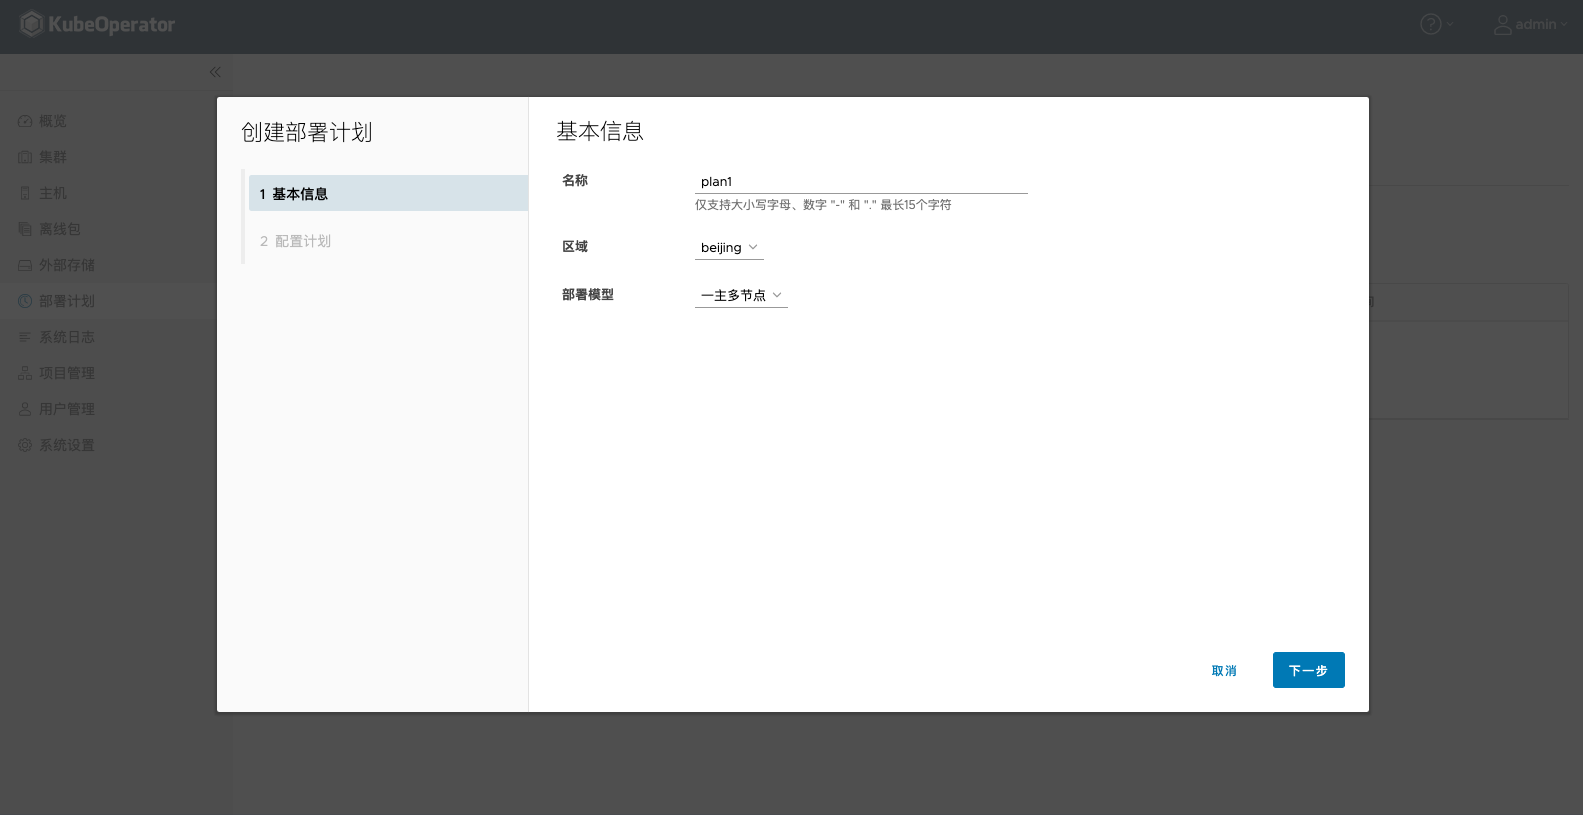 KubeOperator
admin
概览
集群
主机
离线包
外部存储
部署计划
系统日志
项目管理
用户管理
系统设置
创建部署计划
1 基本信息
2 配置计划
基本信息
名称
plan1
仅支持大小写字母、数字 "-" 和 "." 最长15个字符
区域
beijing
部署模型
一主多节点
取消
下一步